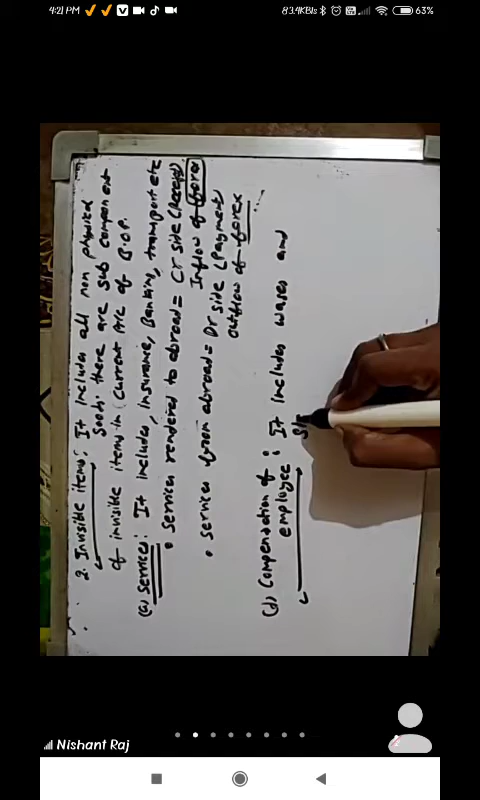 4:21 PM
83.4KB/s
63%
2. Invisible items: It includes all non physical
goods. there are sub component
of invisible items in Current A/c of B.O.P.
(a) Services: It includes, insurance, Banking, transport etc
• Services rendered to abroad = Cr side (Receipt)
Inflow of forex
• Services from abroad = Dr side (Payment)
Outflow of forex
(d) Compensation of
employee : It includes wages and
Nishant Raj